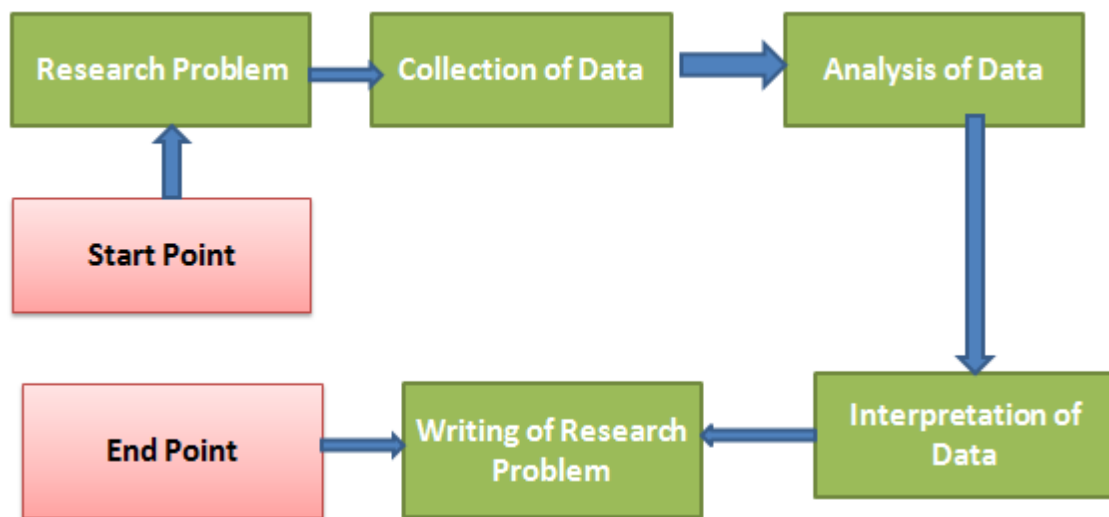 Research Problem
Collection of Data
Analysis of Data
Start Point
End Point
Writing of Research
Problem
Interpretation of
Data